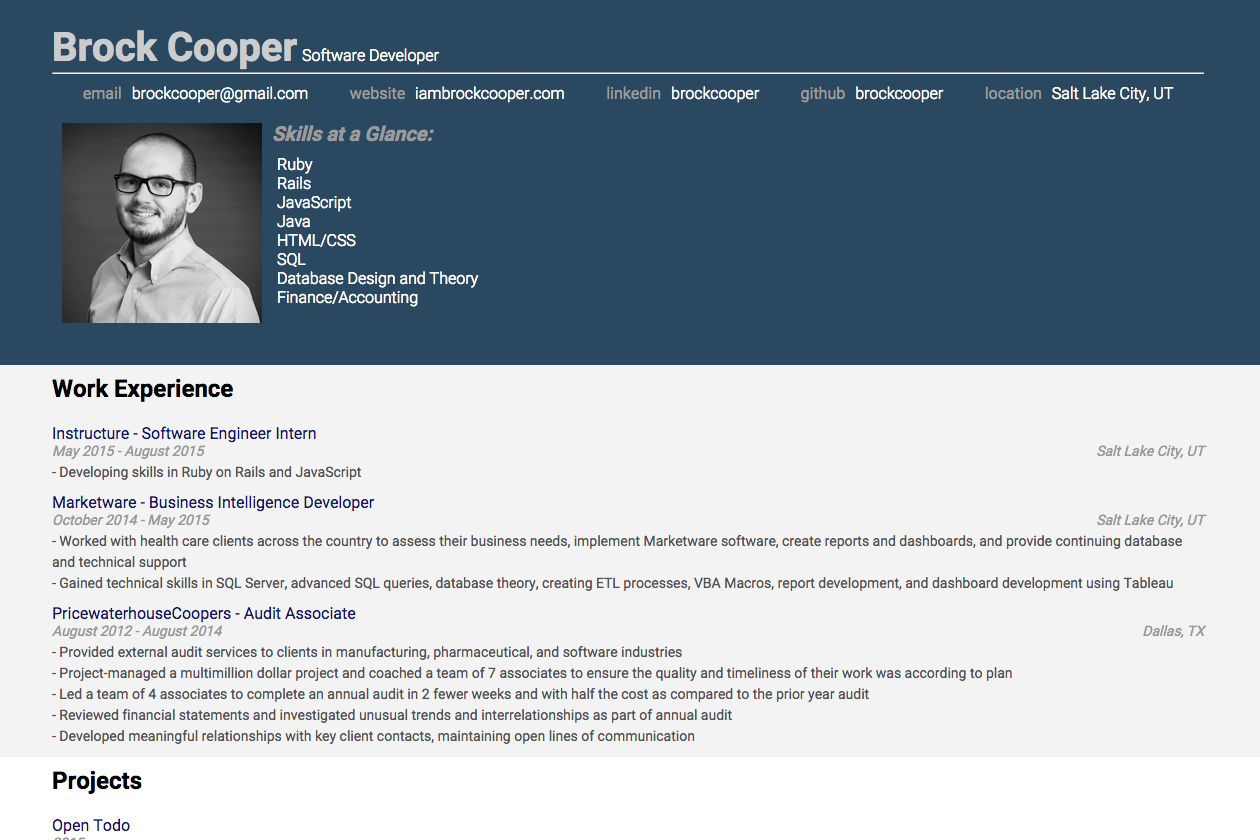 Brock Cooper Software Developer
email brockcooper@gmail.com website iambrockcooper.com linkedin brockcooper github brockcooper location Salt Lake City, UT
Skills at a Glance:
Ruby
Rails
JavaScript
Java
HTML/CSS
SQL
Database Design and Theory
Finance/Accounting
Work Experience
Instructure - Software Engineer Intern
May 2015 - August 2015 Salt Lake City, UT
- Developing skills in Ruby on Rails and JavaScript
Marketware - Business Intelligence Developer
October 2014 - May 2015 Salt Lake City, UT
- Worked with health care clients across the country to assess their business needs, implement Marketware software, create reports and dashboards, and provide continuing database
and technical support
- Gained technical skills in SQL Server, advanced SQL queries, database theory, creating ETL processes, VBA Macros, report development, and dashboard development using Tableau
PricewaterhouseCoopers - Audit Associate
August 2012 - August 2014 Dallas, TX
- Provided external audit services to clients in manufacturing, pharmaceutical, and software industries
- Project-managed a multimillion dollar project and coached a team of 7 associates to ensure the quality and timeliness of their work was according to plan
- Led a team of 4 associates to complete an annual audit in 2 fewer weeks and with half the cost as compared to the prior year audit
- Reviewed financial statements and investigated unusual trends and interrelationships as part of annual audit
- Developed meaningful relationships with key client contacts, maintaining open lines of communication
Projects
Open Todo